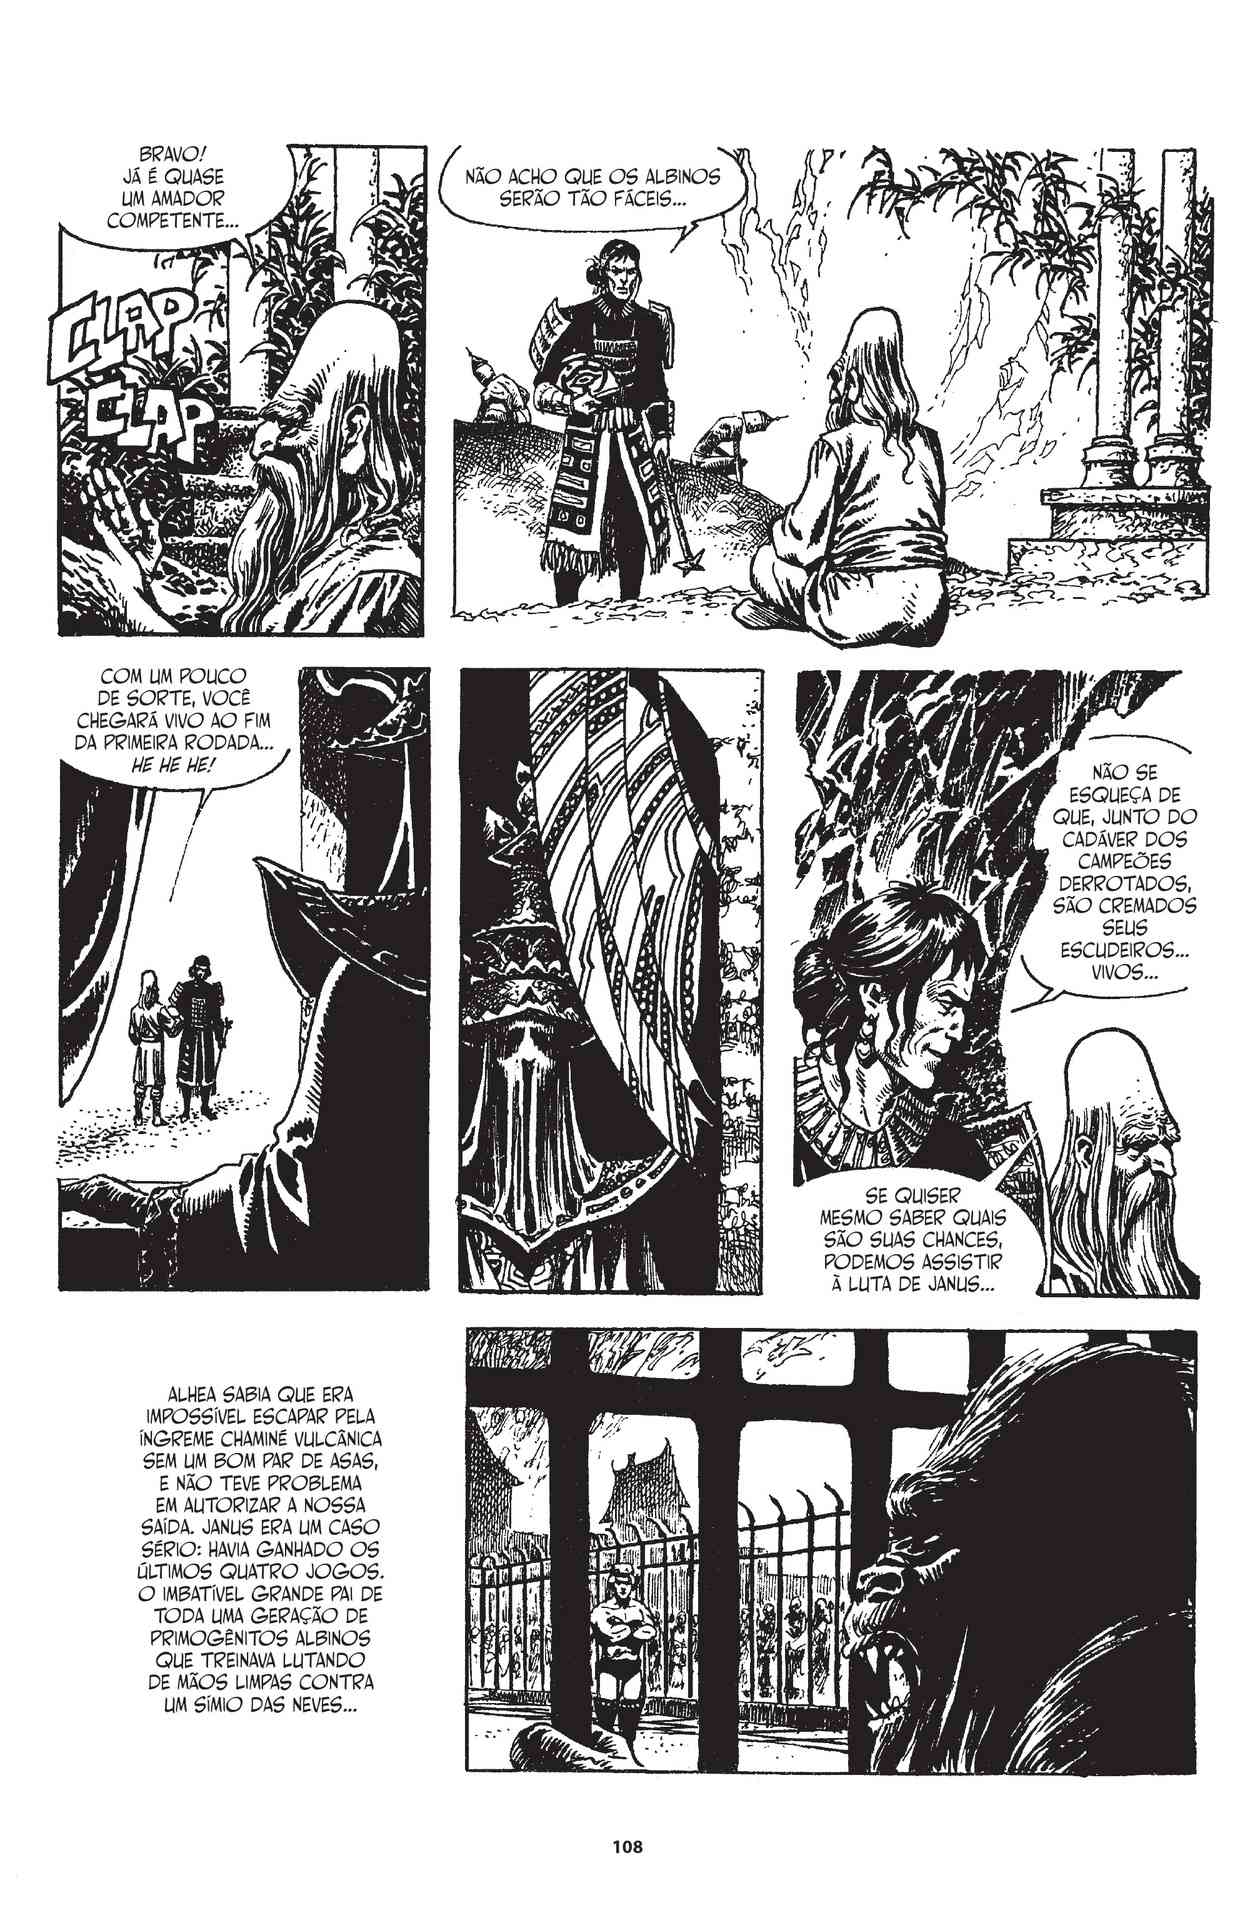 BRAVO!
JÁ É QUASE
UM AMADOR
COMPETENTE...
CLAP
CLAP
NÃO ACHO QUE OS ALBINOS
SERÃO TÃO FÁCEIS...
COM UM POUCO
DE SORTE, VOCÊ
CHEGARÁ VIVO AO FIM
DA PRIMEIRA RODADA...
HE HE HE!
NÃO SE
ESQUEÇA DE
QUE, JUNTO DO
CADÁVER DOS
CAMPEÕES
DERROTADOS,
SÃO CREMADOS
SEUS
ESCUDEIROS...
VIVOS...
SE QUISER
MESMO SABER QUAIS
SÃO SUAS CHANCES,
PODEMOS ASSISTIR
À LUTA DE JANUS...
ALHEA SABIA QUE ERA
IMPOSSÍVEL ESCAPAR PELA
ÍNGREME CHAMINÉ VULCÂNICA
SEM UM BOM PAR DE ASAS,
E NÃO TEVE PROBLEMA
EM AUTORIZAR A NOSSA
SAÍDA. JANUS ERA UM CASO
SÉRIO: HAVIA GANHADO OS
ÚLTIMOS QUATRO JOGOS.
O IMBATÍVEL GRANDE PAI DE
TODA UMA GERAÇÃO DE
PRIMOGÊNITOS ALBINOS
QUE TREINAVA LUTANDO
DE MÃOS LIMPAS CONTRA
UM SÍMIO DAS NEVES...
108